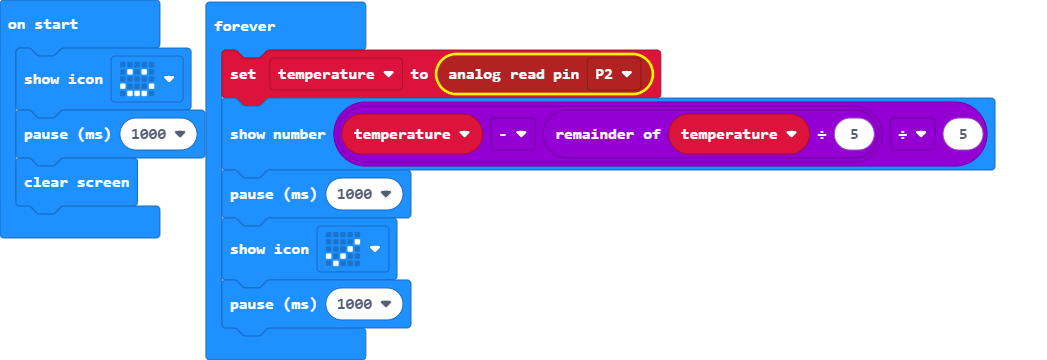 on start
show icon
pause (ms) 1000
clear screen
forever
set temperature to analog read pin P2
show number temperature - remainder of temperature ÷ 5 ÷ 5
pause (ms) 1000
show icon
pause (ms) 1000